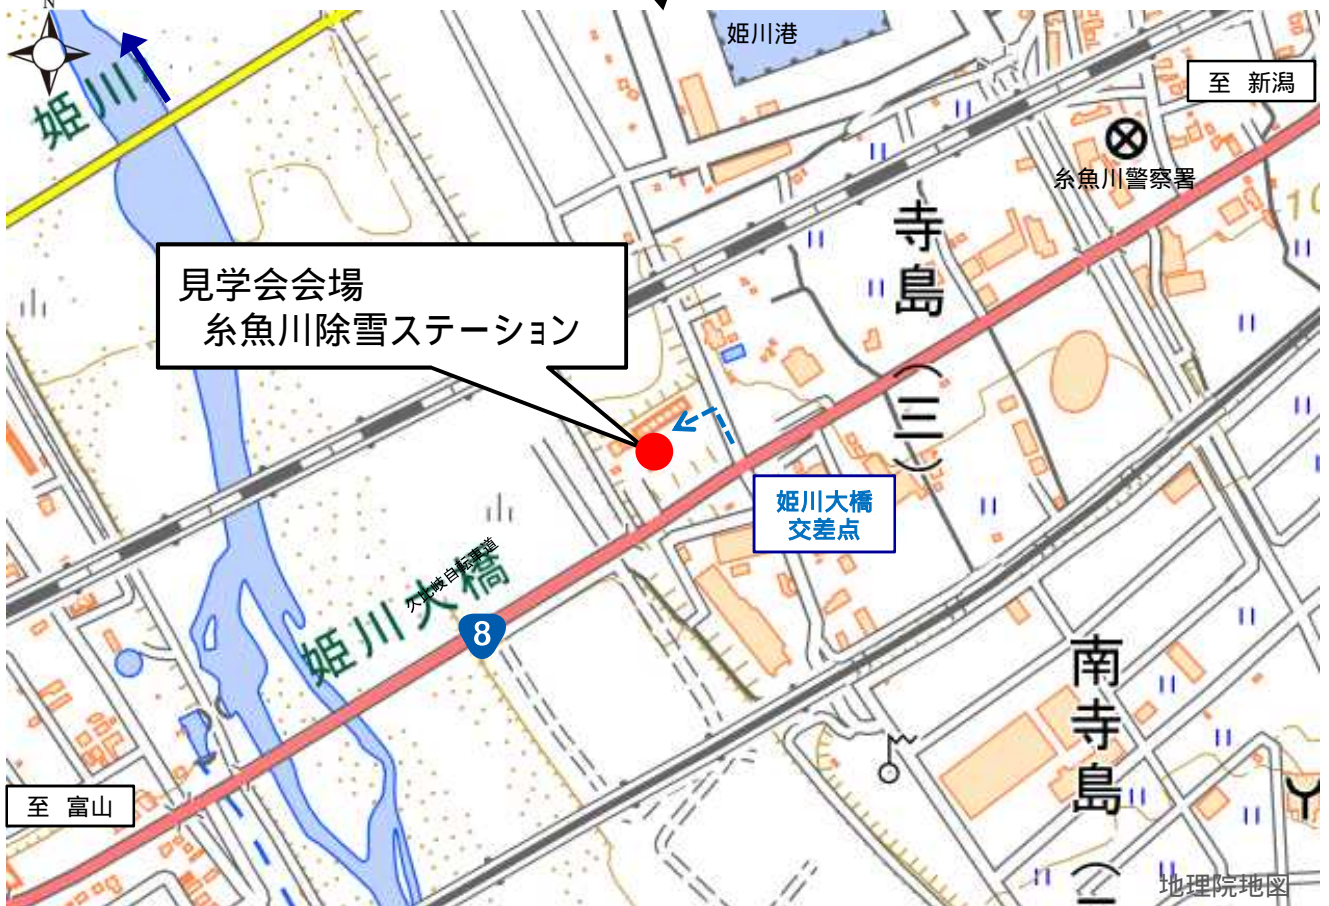 N
姫川港
至 新潟
姫川
糸魚川警察署
10
寺島(三)
見学会会場
糸魚川除雪ステーション
姫川大橋
交差点
久比岐自転車道
姫川大橋
8
南寺島
至 富山
地理院地図